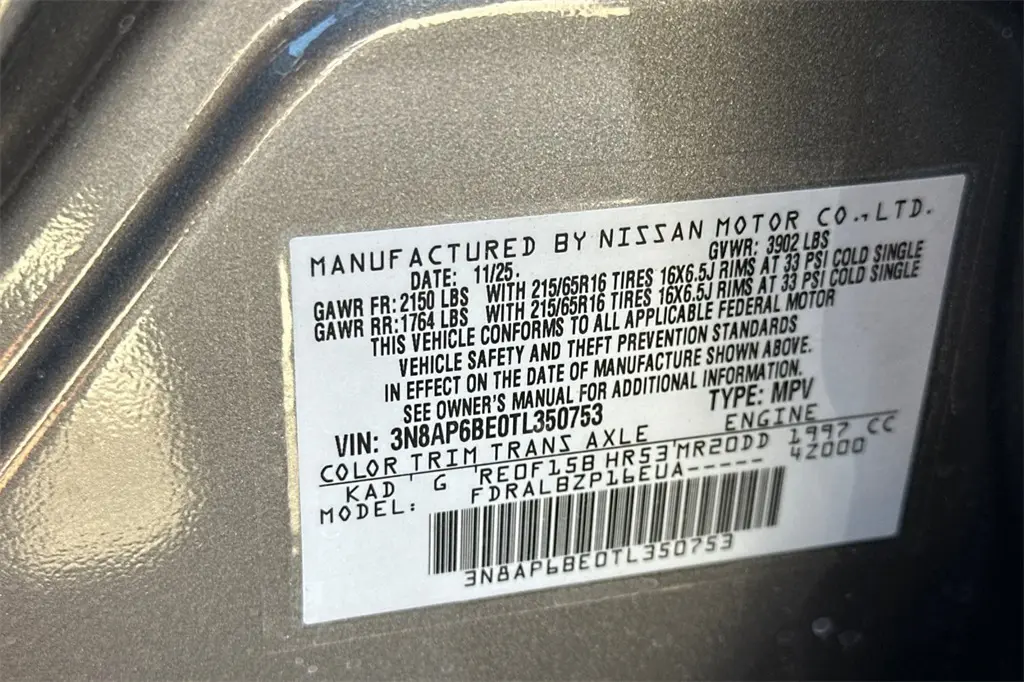 MANUFACTURED BY NISSAN MOTOR CO., LTD.
DATE: 11/25. GVWR: 3902 LBS
GAWR FR: 2150 LBS WITH 215/65R16 TIRES 16X6.5J RIMS AT 33 PSI COLD SINGLE
GAWR RR: 1764 LBS WITH 215/65R16 TIRES 16X6.5J RIMS AT 33 PSI COLD SINGLE
THIS VEHICLE CONFORMS TO ALL APPLICABLE FEDERAL MOTOR
VEHICLE SAFETY AND THEFT PREVENTION STANDARDS
IN EFFECT ON THE DATE OF MANUFACTURE SHOWN ABOVE.
SEE OWNER'S MANUAL FOR ADDITIONAL INFORMATION.
VIN: 3N8AP6BE0TL350753 TYPE: MPV
COLOR TRIM TRANS AXLE ENGINE
KAD ' G 'RE0F15B HR53'MR20DD 1997 CC
MODEL: FDRALBZP16EUA----- 42000
3N8AP6BE0TL350753